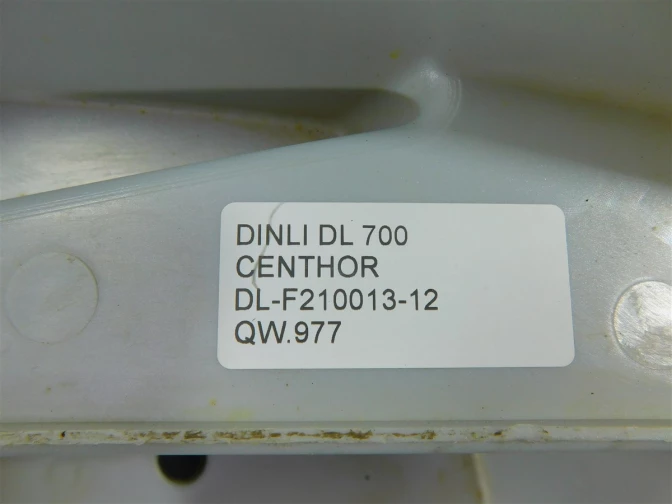 DINLI DL 700
CENTHOR
DL-F210013-12
QW.977